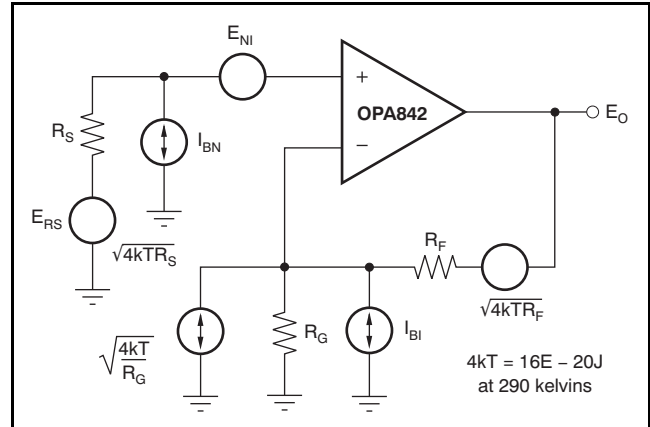 E_NI
+
OPA842
E_O
R_S
I_BN
−
E_RS
√4kTR_S
R_F
√4kTR_F
√4kT/R_G
R_G
I_BI
4kT = 16E − 20J
at 290 kelvins